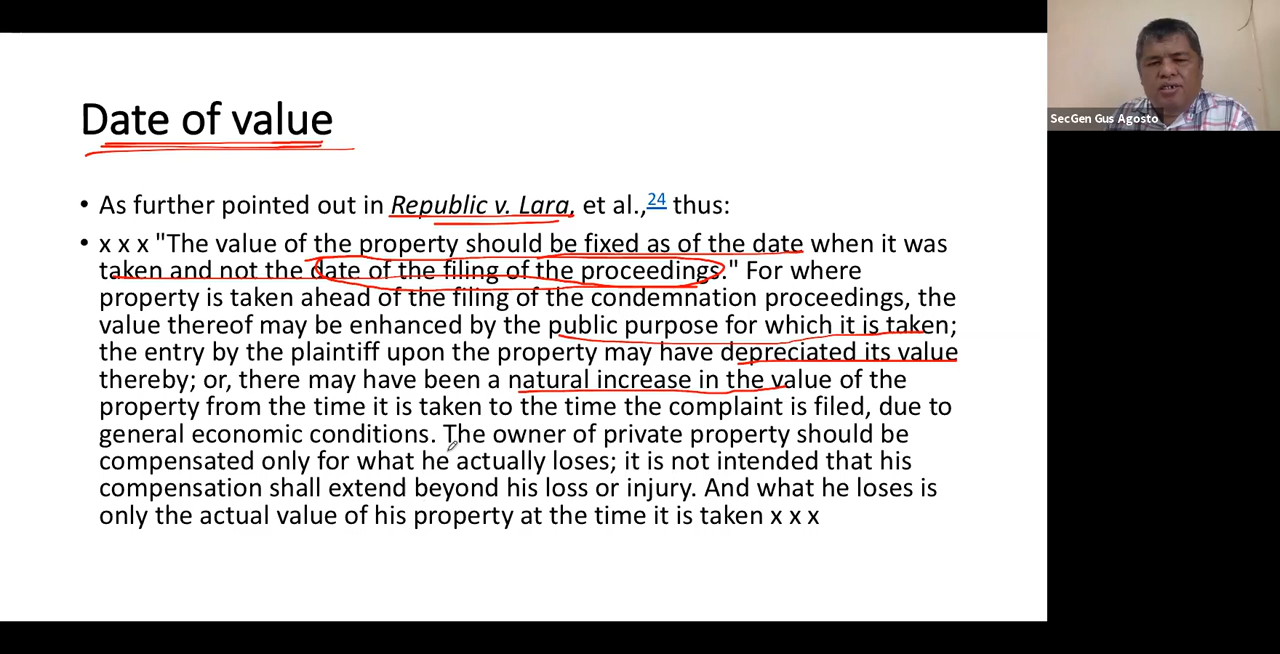 Date of value
SecGen Gus Agosto
• As further pointed out in Republic v. Lara, et al.,24 thus:
• x x x "The value of the property should be fixed as of the date when it was
taken and not the date of the filing of the proceedings." For where
property is taken ahead of the filing of the condemnation proceedings, the
value thereof may be enhanced by the public purpose for which it is taken;
the entry by the plaintiff upon the property may have depreciated its value
thereby; or, there may have been a natural increase in the value of the
property from the time it is taken to the time the complaint is filed, due to
general economic conditions. The owner of private property should be
compensated only for what he actually loses; it is not intended that his
compensation shall extend beyond his loss or injury. And what he loses is
only the actual value of his property at the time it is taken x x x